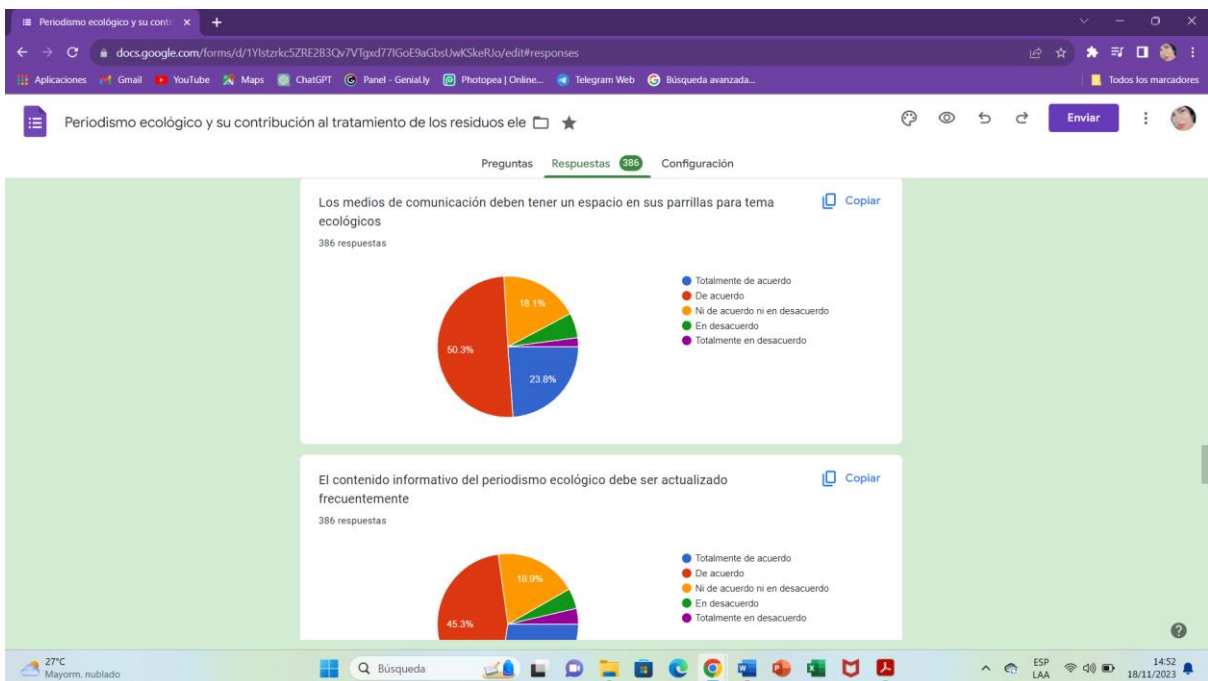 Periodismo ecológico y su contri
docs.google.com/forms/d/1YIstzrkc5ZRE2B3Qv7VTgxd77IGoE9aGbsUwKSkeRJo/edit#responses
Aplicaciones Gmail YouTube Maps ChatGPT Panel - Genial.ly Photopea | Online... Telegram Web Búsqueda avanzada... Todos los marcadores
Periodismo ecológico y su contribución al tratamiento de los residuos ele Enviar
Preguntas Respuestas 386 Configuración
Los medios de comunicación deben tener un espacio en sus parrillas para tema
ecológicos
Copiar
386 respuestas
18.1%
50.3%
23.8%
Totalmente de acuerdo
De acuerdo
Ni de acuerdo ni en desacuerdo
En desacuerdo
Totalmente en desacuerdo
El contenido informativo del periodismo ecológico debe ser actualizado
frecuentemente
Copiar
386 respuestas
18.9%
45.3%
Totalmente de acuerdo
De acuerdo
Ni de acuerdo ni en desacuerdo
En desacuerdo
Totalmente en desacuerdo
27°C
Mayorm. nublado
Búsqueda
ESP
LAA
14:52
18/11/2023